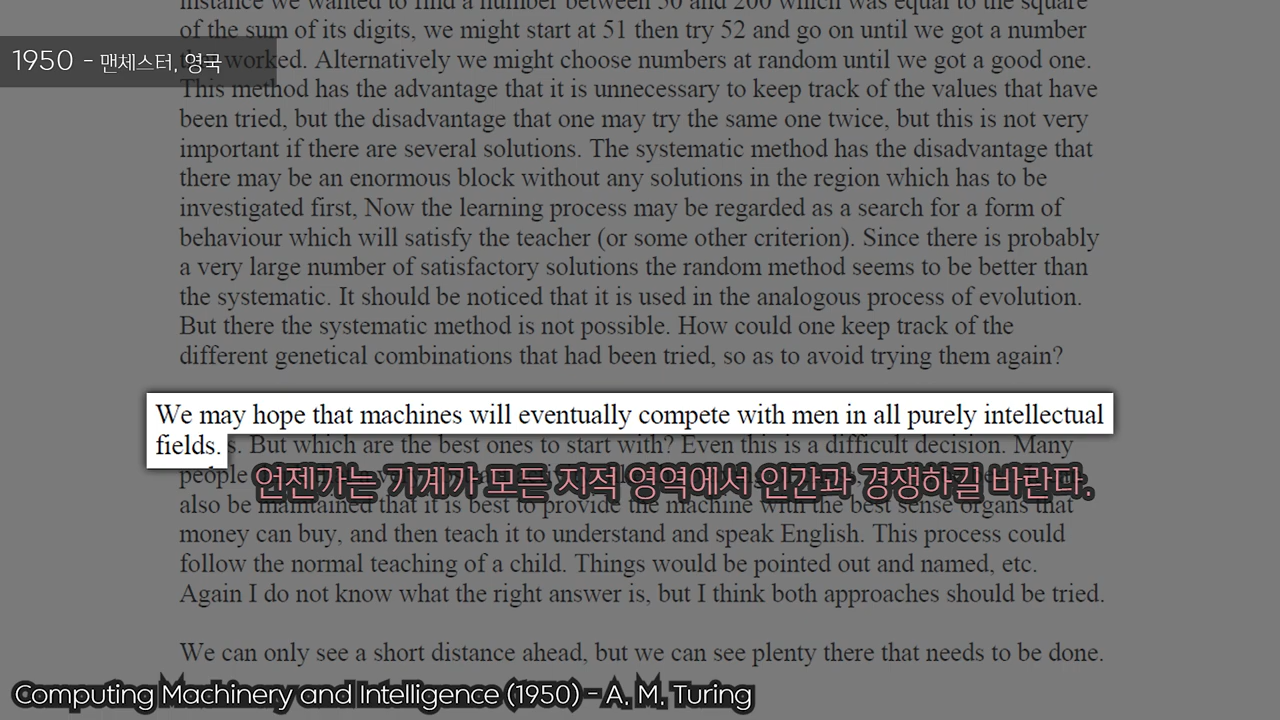 instance we wanted to find a number between 50 and 200 which was equal to the square
of the sum of its digits, we might start at 51 then try 52 and go on until we got a number
1950 - 맨체스터, 영국
worked. Alternatively we might choose numbers at random until we got a good one.
This method has the advantage that it is unnecessary to keep track of the values that have
been tried, but the disadvantage that one may try the same one twice, but this is not very
important if there are several solutions. The systematic method has the disadvantage that
there may be an enormous block without any solutions in the region which has to be
investigated first, Now the learning process may be regarded as a search for a form of
behaviour which will satisfy the teacher (or some other criterion). Since there is probably
a very large number of satisfactory solutions the random method seems to be better than
the systematic. It should be noticed that it is used in the analogous process of evolution.
But there the systematic method is not possible. How could one keep track of the
different genetical combinations that had been tried, so as to avoid trying them again?
We may hope that machines will eventually compete with men in all purely intellectual
fields. But which are the best ones to start with? Even this is a difficult decision. Many
people
언젠가는 기계가 모든 지적 영역에서 인간과 경쟁하길 바란다.
also be maintained that it is best to provide the machine with the best sense organs that
money can buy, and then teach it to understand and speak English. This process could
follow the normal teaching of a child. Things would be pointed out and named, etc.
Again I do not know what the right answer is, but I think both approaches should be tried.
We can only see a short distance ahead, but we can see plenty there that needs to be done.
Computing Machinery and Intelligence (1950) - A. M. Turing